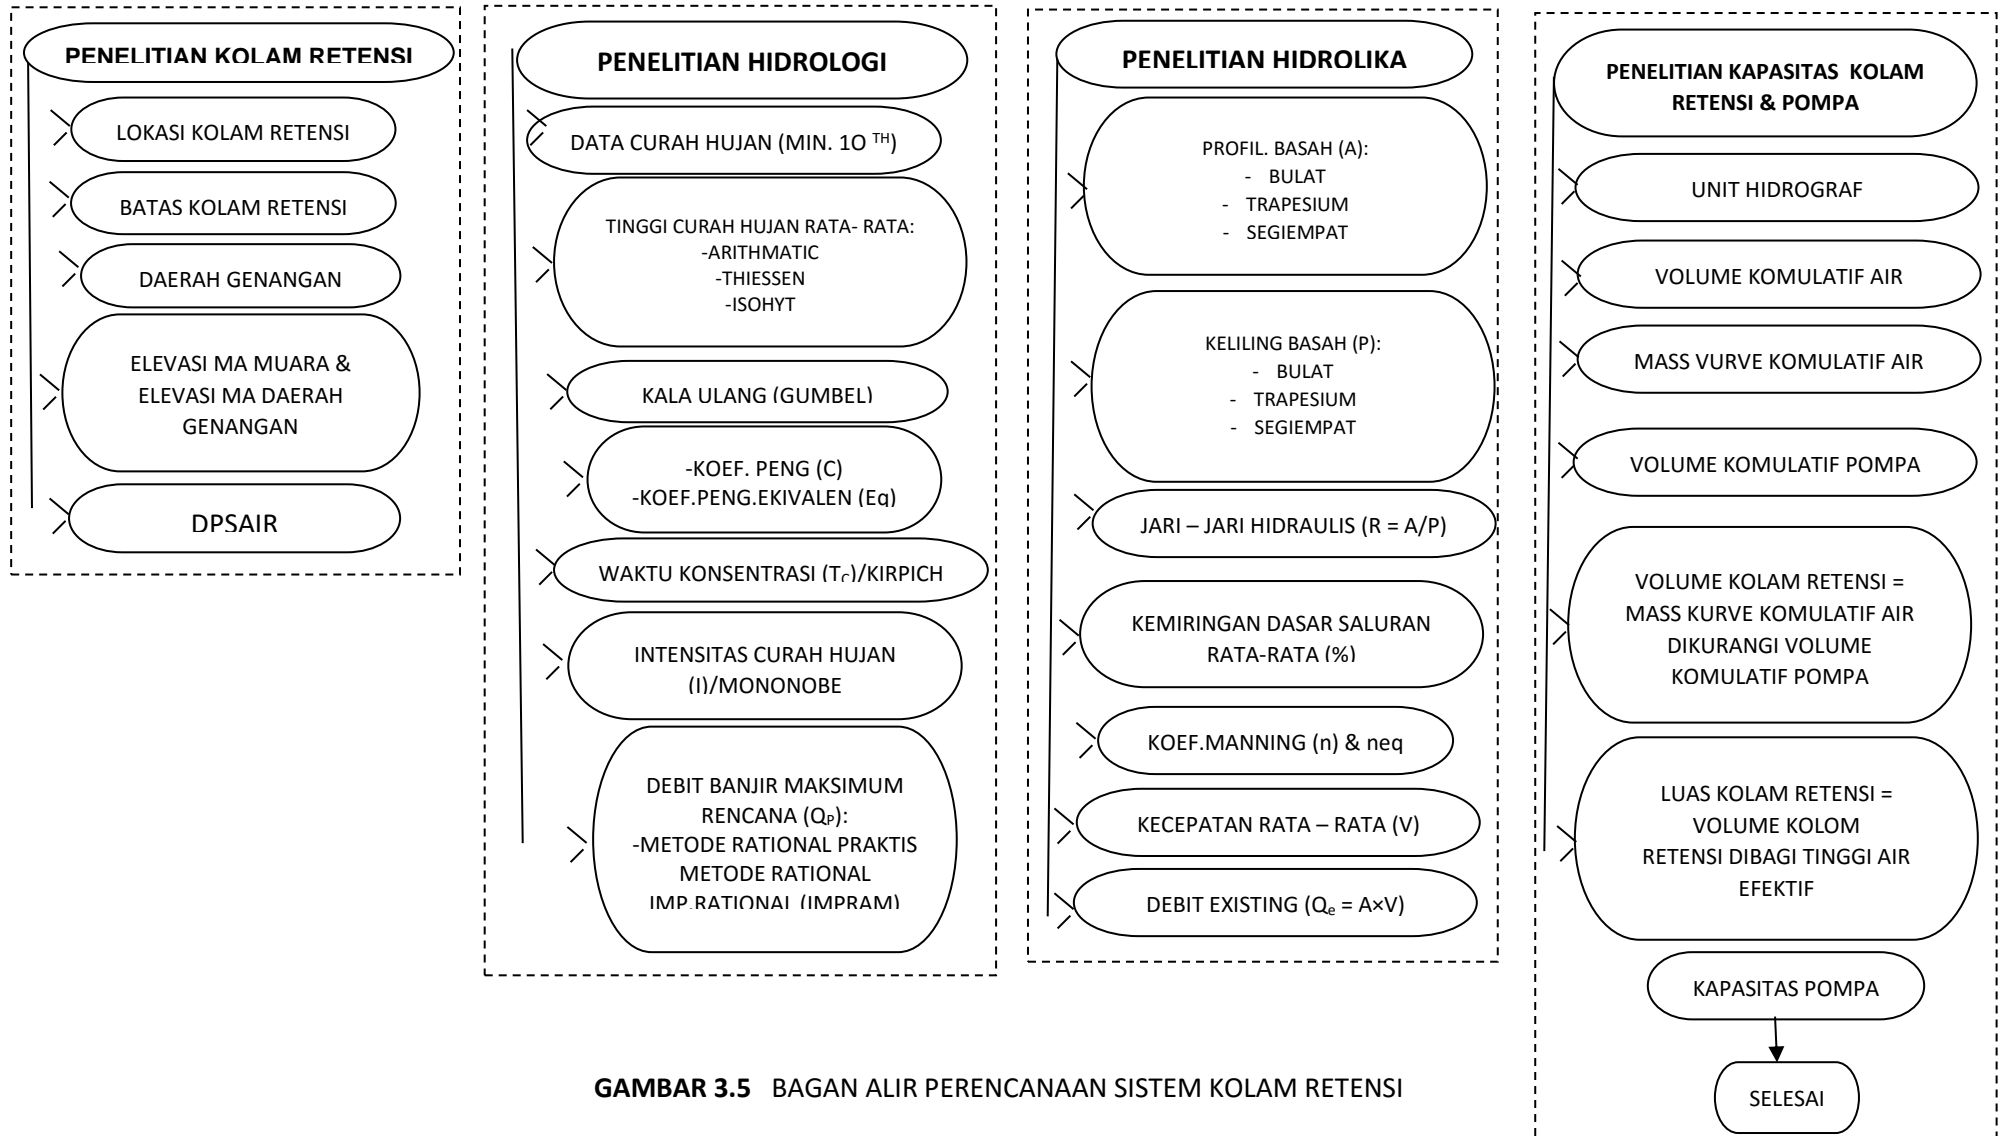 PENELITIAN KOLAM RETENSI
LOKASI KOLAM RETENSI
BATAS KOLAM RETENSI
DAERAH GENANGAN
ELEVASI MA MUARA &
ELEVASI MA DAERAH
GENANGAN
DPSAIR
PENELITIAN HIDROLOGI
DATA CURAH HUJAN (MIN. 1O TH)
TINGGI CURAH HUJAN RATA- RATA:
-ARITHMATIC
-THIESSEN
-ISOHYT
KALA ULANG (GUMBEL)
-KOEF. PENG (C)
-KOEF.PENG.EKIVALEN (Eq)
WAKTU KONSENTRASI (TC)/KIRPICH
INTENSITAS CURAH HUJAN
(I)/MONONOBE
DEBIT BANJIR MAKSIMUM
RENCANA (QP):
-METODE RATIONAL PRAKTIS
METODE RATIONAL
IMP.RATIONAL (IMPRAM)
PENELITIAN HIDROLIKA
PROFIL. BASAH (A):
- BULAT
- TRAPESIUM
- SEGIEMPAT
KELILING BASAH (P):
- BULAT
- TRAPESIUM
- SEGIEMPAT
JARI – JARI HIDRAULIS (R = A/P)
KEMIRINGAN DASAR SALURAN
RATA-RATA (%)
KOEF.MANNING (n) & neq
KECEPATAN RATA – RATA (V)
DEBIT EXISTING (Qe = A×V)
PENELITIAN KAPASITAS KOLAM
RETENSI & POMPA
UNIT HIDROGRAF
VOLUME KOMULATIF AIR
MASS VURVE KOMULATIF AIR
VOLUME KOMULATIF POMPA
VOLUME KOLAM RETENSI =
MASS KURVE KOMULATIF AIR
DIKURANGI VOLUME
KOMULATIF POMPA
LUAS KOLAM RETENSI =
VOLUME KOLOM
RETENSI DIBAGI TINGGI AIR
EFEKTIF
KAPASITAS POMPA
SELESAI
GAMBAR 3.5 BAGAN ALIR PERENCANAAN SISTEM KOLAM RETENSI